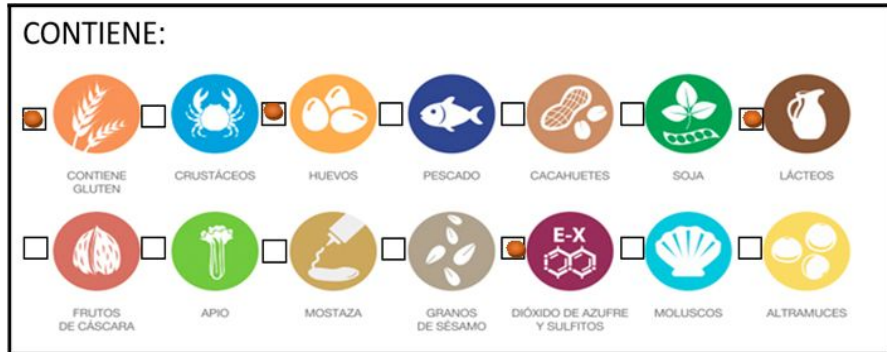 CONTIENE:
CONTIENE GLUTEN
CRUSTÁCEOS
HUEVOS
PESCADO
CACAHUETES
SOJA
LÁCTEOS
FRUTOS DE CÁSCARA
APIO
MOSTAZA
GRANOS DE SÉSAMO
E-X
DIÓXIDO DE AZUFRE Y SULFITOS
MOLUSCOS
ALTRAMUCES